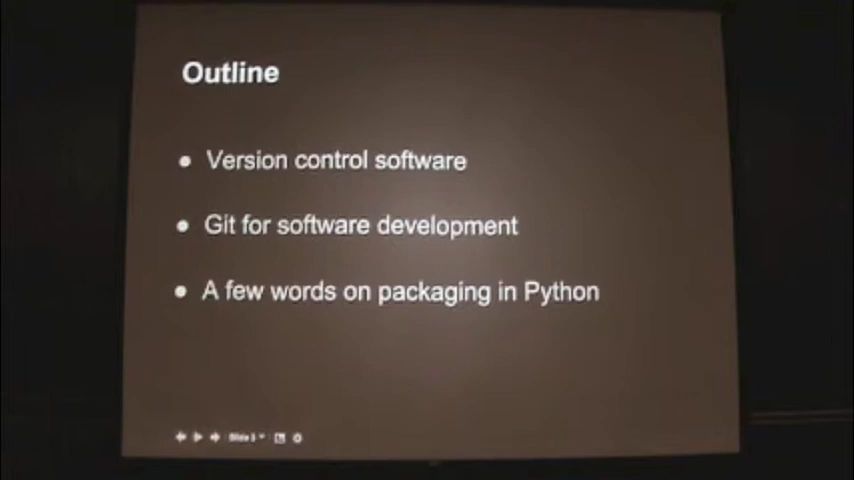 Outline
● Version control software
● Git for software development
● A few words on packaging in Python